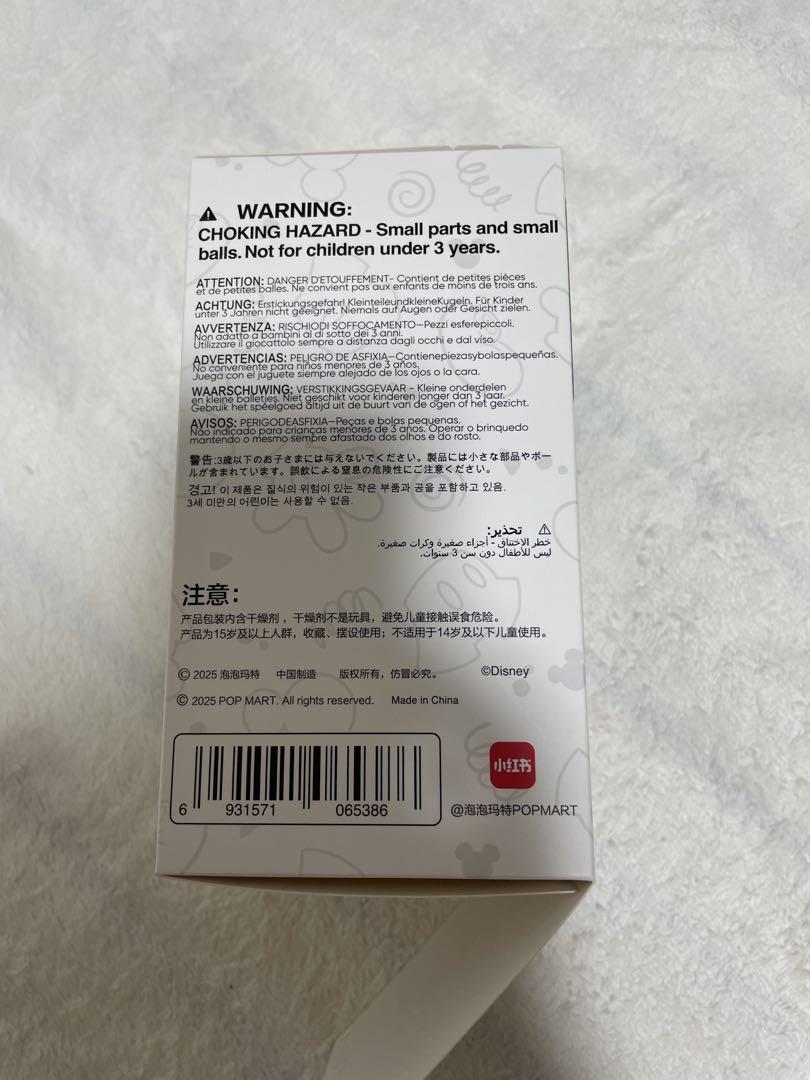 ⚠ WARNING:
CHOKING HAZARD - Small parts and small
balls. Not for children under 3 years.
ATTENTION: DANGER D'ETOUFFEMENT- Contient de petites pièces
et de petites balles. Ne convient pas aux enfants de moins de trois ans.
ACHTUNG: Erstickungsgefahr! KleinteileundkleineKugeln. Für Kinder
unter 3 Jahren nicht geeignet. Niemals auf Augen oder Gesicht zielen.
AVVERTENZA: RISCHIODI SOFFOCAMENTO—Pezzi esferepiccoli.
Non adatto a bambini al di sotto dei 3 anni.
Utilizzare il giocattolo sempre a distanza dagli occhi e dal viso.
ADVERTENCIAS: PELIGRO DE ASFIXIA—Contienepiezasybolaspequeñas.
No conveniente para niños menores de 3 años.
Juega con el juguete siempre alejado de los ojos o la cara.
WAARSCHUWING: VERSTIKKINGSGEVAAR - Kleine onderdelen
en kleine balletjes. Niet geschikt voor kinderen jonger dan 3 jaar.
Gebruik het speelgoed altijd uit de buurt van de ogen of het gezicht.
AVISOS: PERIGODEASFIXIA—Peças e bolas pequenas.
Não indicado para crianças menores de 3 anos. Operar o brinquedo
mantendo o mesmo sempre afastado dos olhos e do rosto.
警告:3歳以下のお子さまには与えないでください。製品には小さな部品やボー
ルが含まれています。誤飲による窒息の危険性にご注意ください。
경고! 이 제품은 질식의 위험이 있는 작은 부품과 공을 포함하고 있음.
3세 미만의 어린이는 사용할 수 없음.
⚠ تحذير:
خطر الاختناق - أجزاء صغيرة وكرات صغيرة.
ليس للأطفال دون سن 3 سنوات.
注意:
产品包装内含干燥剂，干燥剂不是玩具，避免儿童接触误食危险。
产品为15岁及以上人群，收藏、摆设使用；不适用于14岁及以下儿童使用。
© 2025 泡泡玛特 中国制造 版权所有，仿冒必究。 ©Disney
© 2025 POP MART. All rights reserved. Made in China
小红书
6 931571 065386
@泡泡玛特POPMART